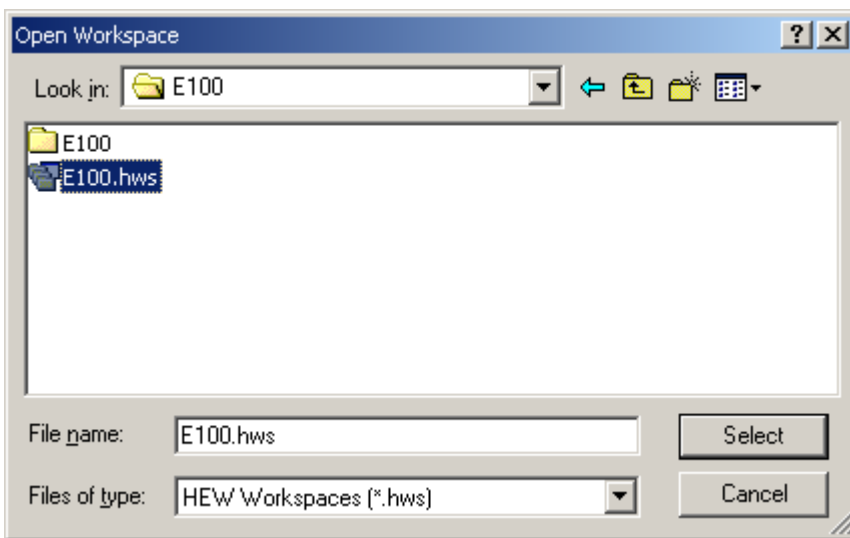 Open Workspace
Look in: E100
E100
E100.hws
File name: E100.hws Select
Files of type: HEW Workspaces (*.hws) Cancel